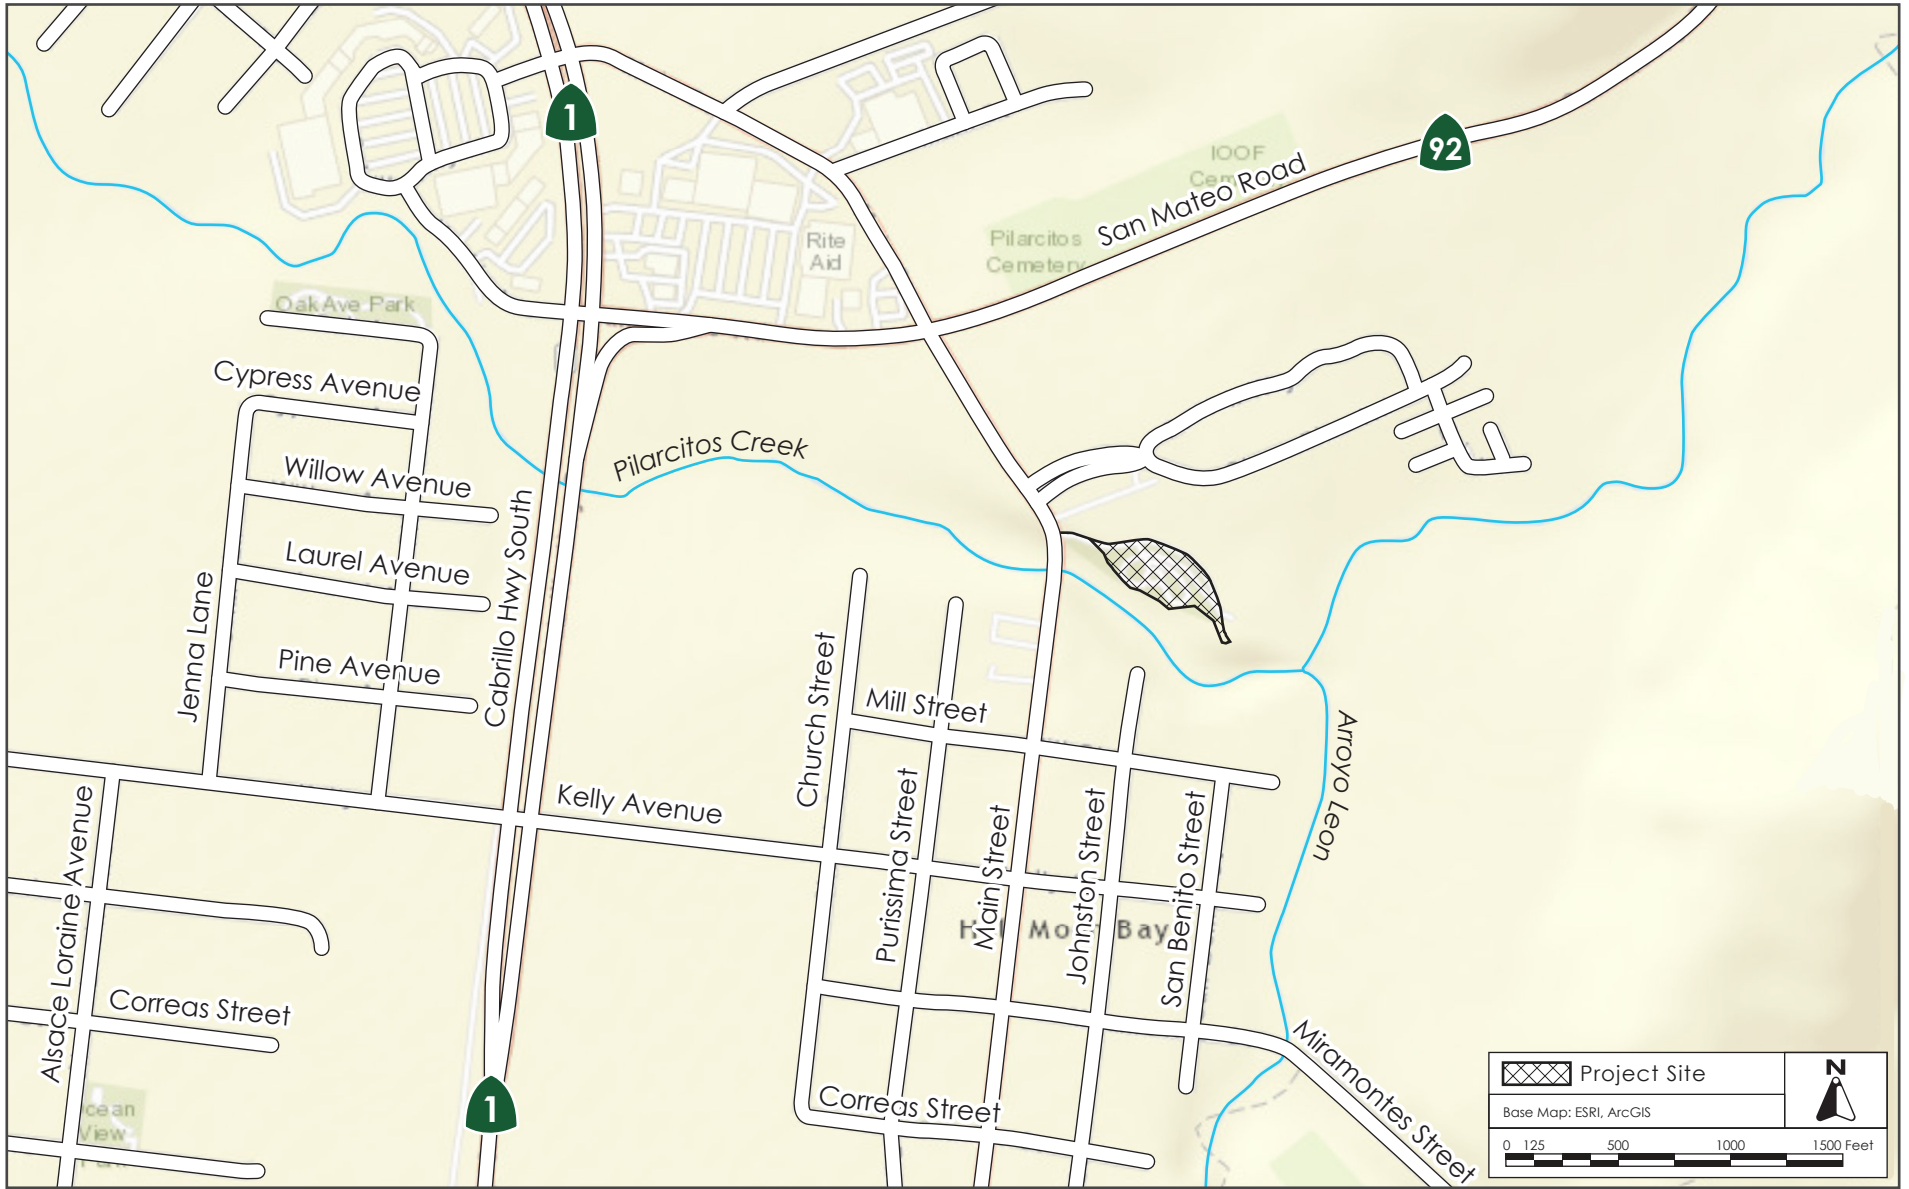 1
92
IOOF
San Mateo Road
Pilarcitos
Cemetery
Rite
Aid
Oak Ave Park
Cypress Avenue
Willow Avenue
Laurel Avenue
Pine Avenue
Jenna Lane
Cabrillo Hwy South
Pilarcitos Creek
Church Street
Mill Street
Arroyo Leon
Kelly Avenue
Purissima Street
Main Street
Johnston Street
San Benito Street
Bay
Alsace Loraine Avenue
Correas Street
View
1
Correas Street
Miramontes Street
Project Site
N
Base Map: ESRI, ArcGIS
0 125 500 1000 1500 Feet